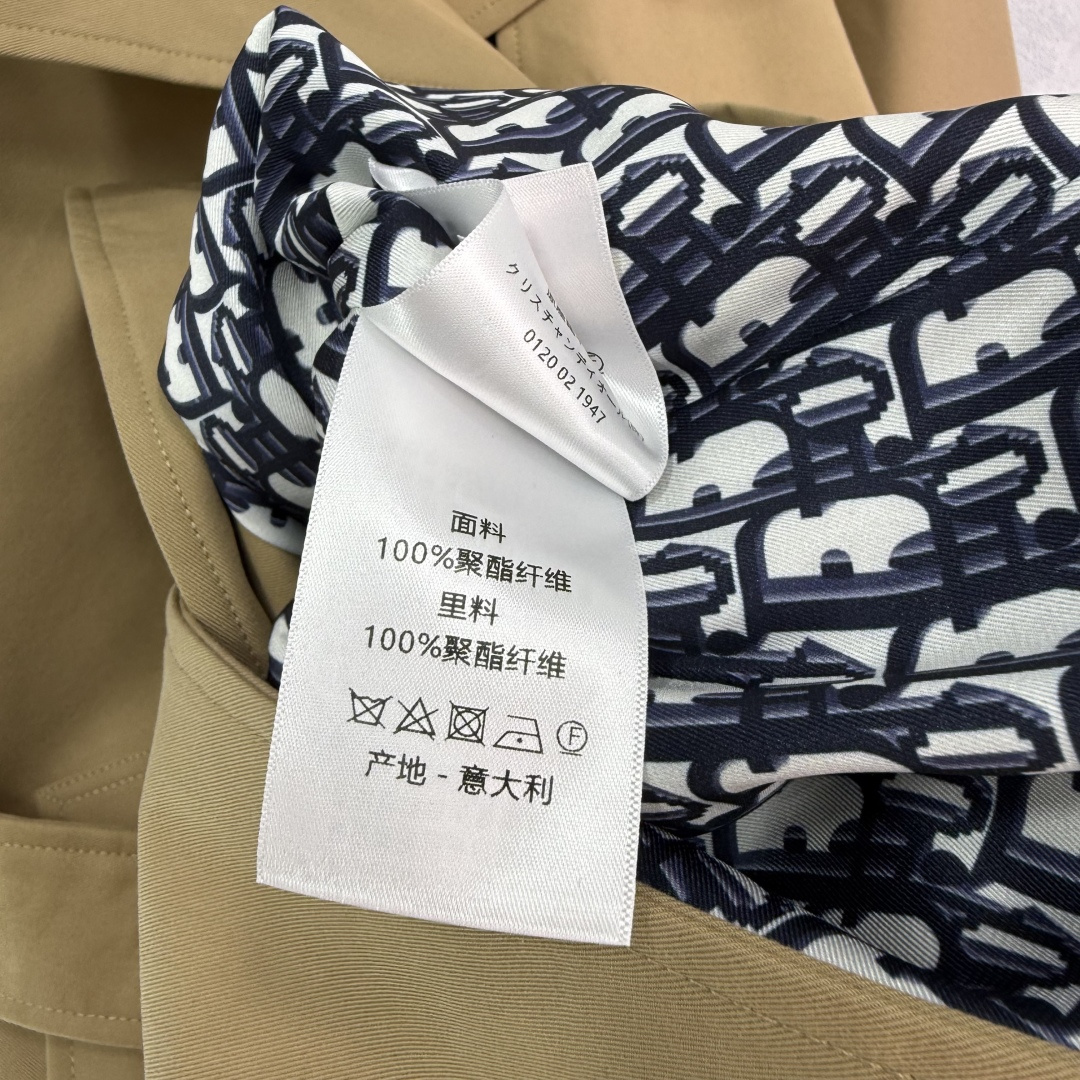 クリスチャンディオール
0120 02 1947
面料
100%聚酯纤维
里料
100%聚酯纤维
F
产地 - 意大利